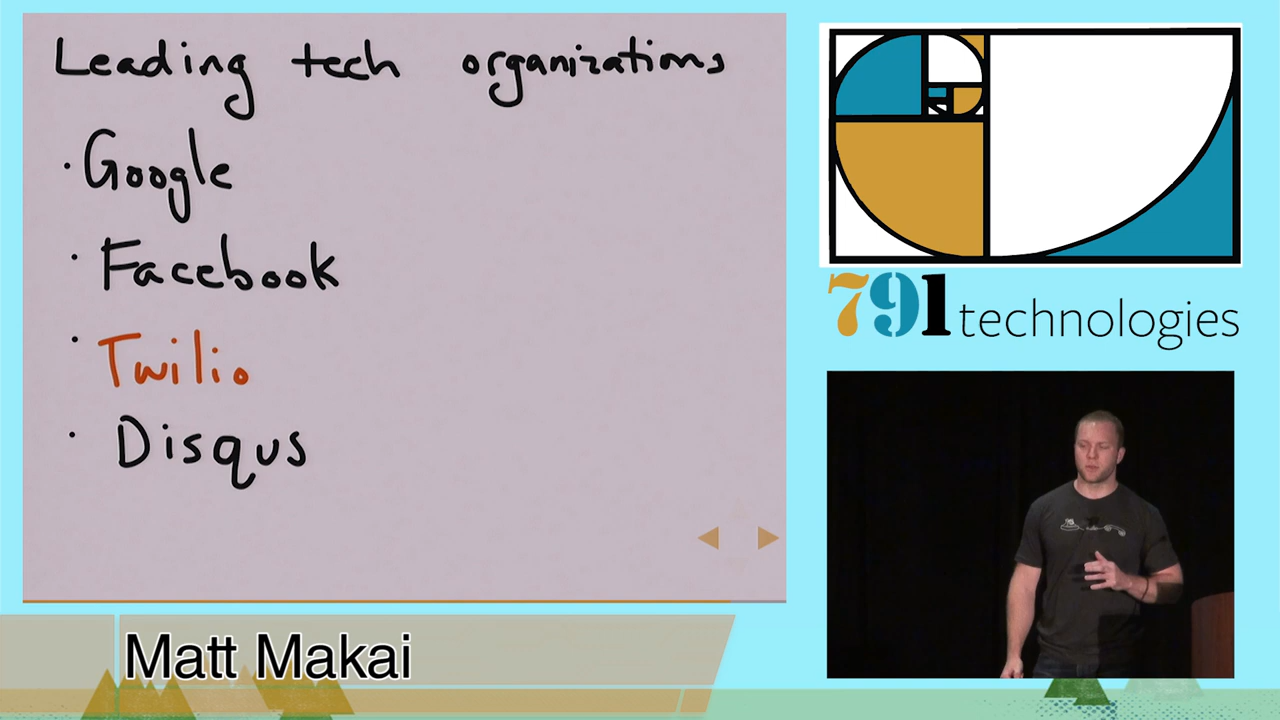 Leading tech organizations
· Google
· Facebook
· Twilio
· Disqus
791 technologies
Matt Makai